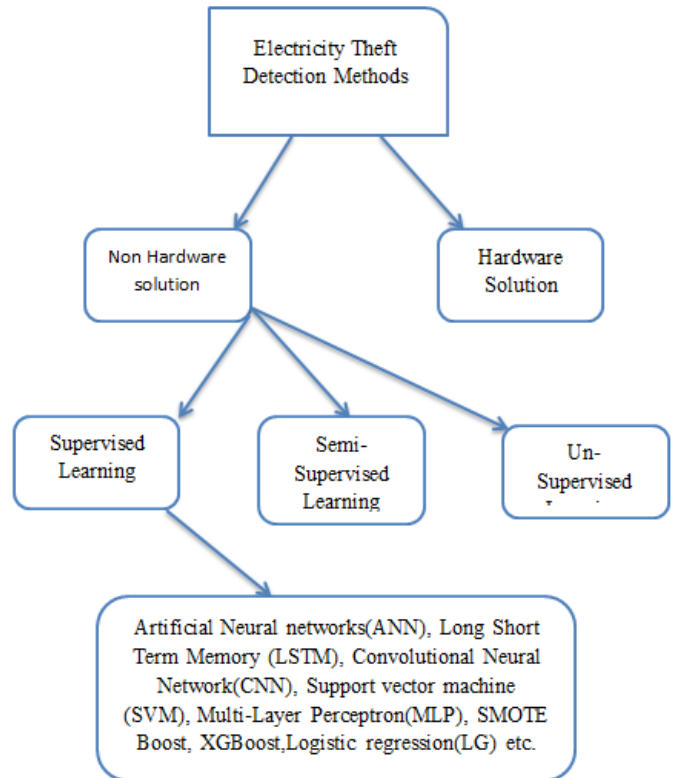 Electricity Theft
Detection Methods
Non Hardware
solution
Hardware
Solution
Supervised
Learning
Semi-
Supervised
Learning
Un-
Supervised
Artificial Neural networks(ANN), Long Short
Term Memory (LSTM), Convolutional Neural
Network(CNN), Support vector machine
(SVM), Multi-Layer Perceptron(MLP), SMOTE
Boost, XGBoost,Logistic regression(LG) etc.